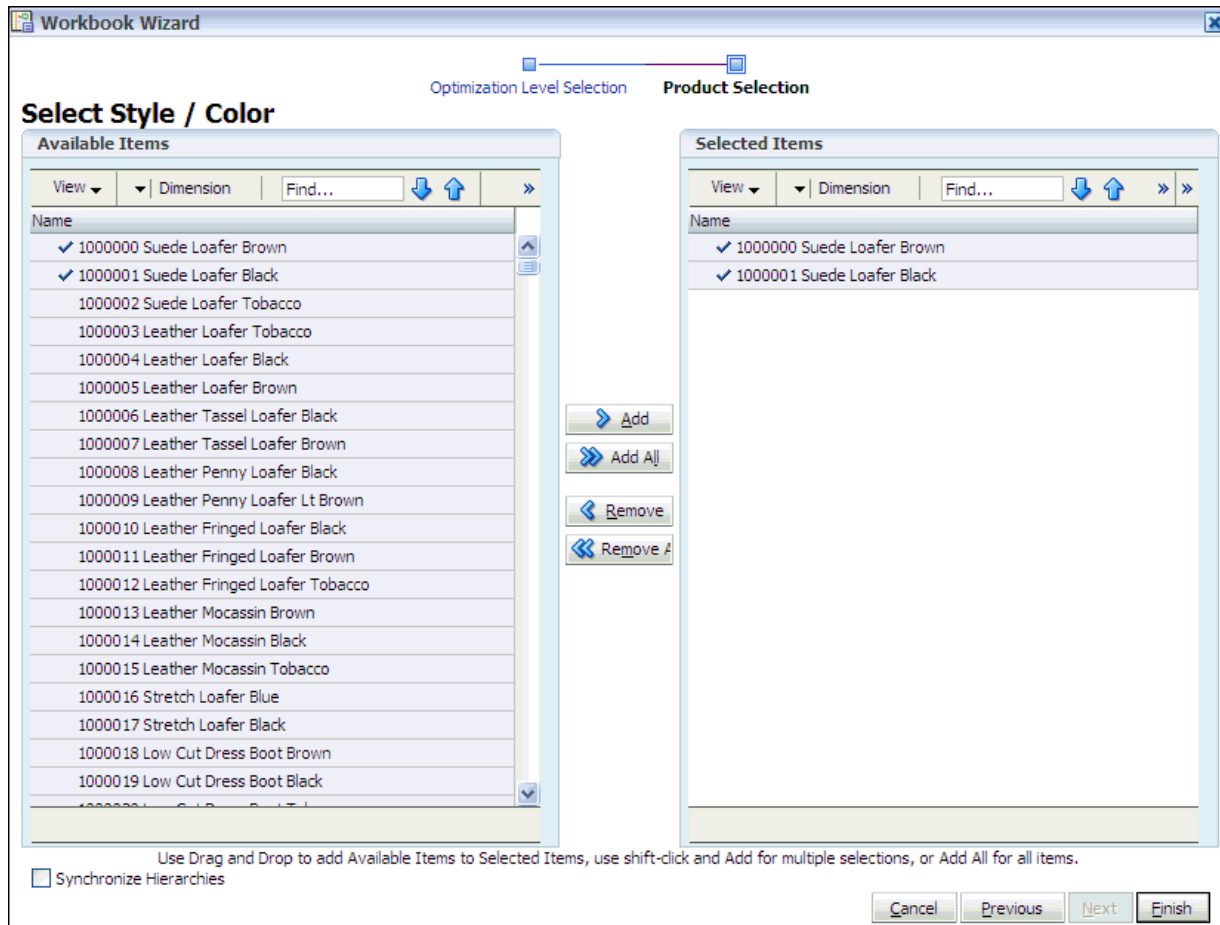 Workbook Wizard
Optimization Level Selection
Product Selection
Select Style / Color
Available Items
View
Dimension
Find...
»
Name
1000000 Suede Loafer Brown
1000001 Suede Loafer Black
1000002 Suede Loafer Tobacco
1000003 Leather Loafer Tobacco
1000004 Leather Loafer Black
1000005 Leather Loafer Brown
1000006 Leather Tassel Loafer Black
1000007 Leather Tassel Loafer Brown
1000008 Leather Penny Loafer Black
1000009 Leather Penny Loafer Lt Brown
1000010 Leather Fringed Loafer Black
1000011 Leather Fringed Loafer Brown
1000012 Leather Fringed Loafer Tobacco
1000013 Leather Mocassin Brown
1000014 Leather Mocassin Black
1000015 Leather Mocassin Tobacco
1000016 Stretch Loafer Blue
1000017 Stretch Loafer Black
1000018 Low Cut Dress Boot Brown
1000019 Low Cut Dress Boot Black
Add
Add All
Remove
Remove A
Selected Items
View
Dimension
Find...
» »
Name
1000000 Suede Loafer Brown
1000001 Suede Loafer Black
Use Drag and Drop to add Available Items to Selected Items, use shift-click and Add for multiple selections, or Add All for all items.
Synchronize Hierarchies
Cancel
Previous
Next
Finish